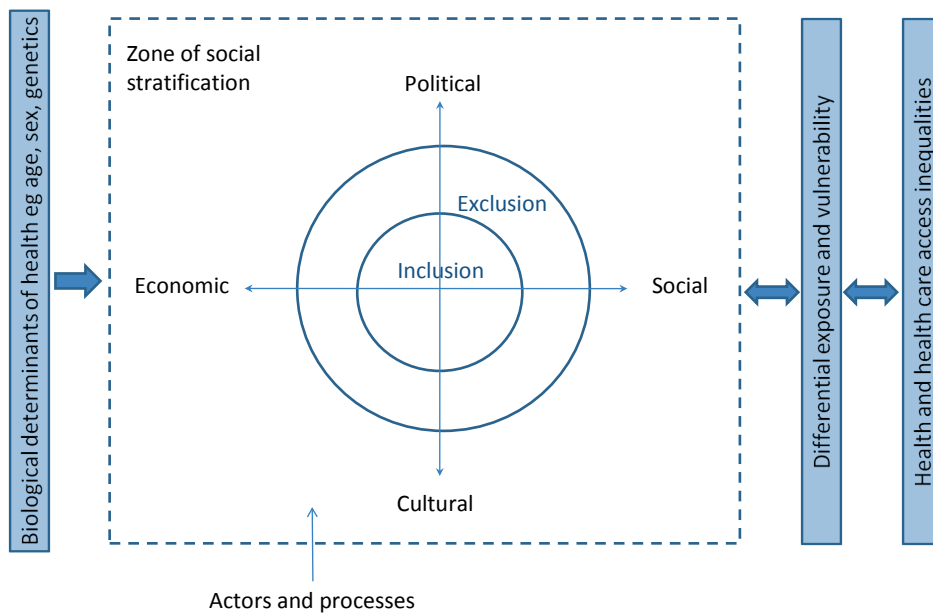 Biological determinants of health eg age, sex, genetics
Zone of social
stratification
Political
Exclusion
Inclusion
Economic
Social
Cultural
Actors and processes
Differential exposure and vulnerability
Health and health care access inequalities